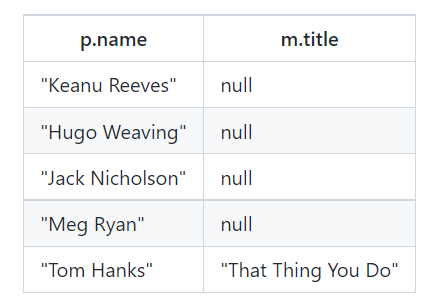 p.name m.title
"Keanu Reeves" null
"Hugo Weaving" null
"Jack Nicholson" null
"Meg Ryan" null
"Tom Hanks" "That Thing You Do"